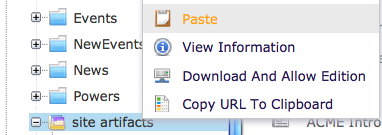 Events
NewEvents
News
Powers
site artifacts
Paste
View Information
Download And Allow Edition
Copy URL To Clipboard
ACME Intro